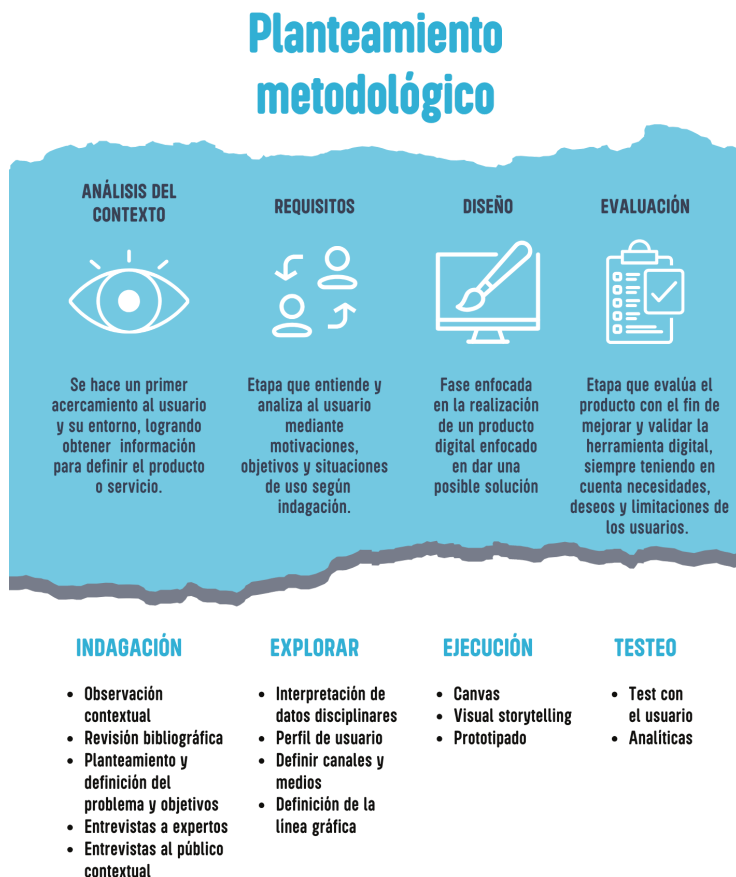 Planteamiento
metodológico
ANÁLISIS DEL
CONTEXTO
Se hace un primer
acercamiento al usuario
y su entorno, logrando
obtener información
para definir el producto
o servicio.
REQUISITOS
Etapa que entiende y
analiza al usuario
mediante
motivaciones,
objetivos y situaciones
de uso según
indagación.
DISEÑO
Fase enfocada
en la realización
de un producto
digital enfocado
en dar una
posible solución
EVALUACIÓN
Etapa que evalúa el
producto con el fin de
mejorar y validar la
herramienta digital,
siempre teniendo en
cuenta necesidades,
deseos y limitaciones de
los usuarios.
INDAGACIÓN
• Observación
contextual
• Revisión bibliográfica
• Planteamiento y
definición del
problema y objetivos
• Entrevistas a expertos
• Entrevistas al público
contextual
EXPLORAR
• Interpretación de
datos disciplinares
• Perfil de usuario
• Definir canales y
medios
• Definición de la
línea gráfica
EJECUCIÓN
• Canvas
• Visual storytelling
• Prototipado
TESTEO
• Test con
el usuario
• Analíticas